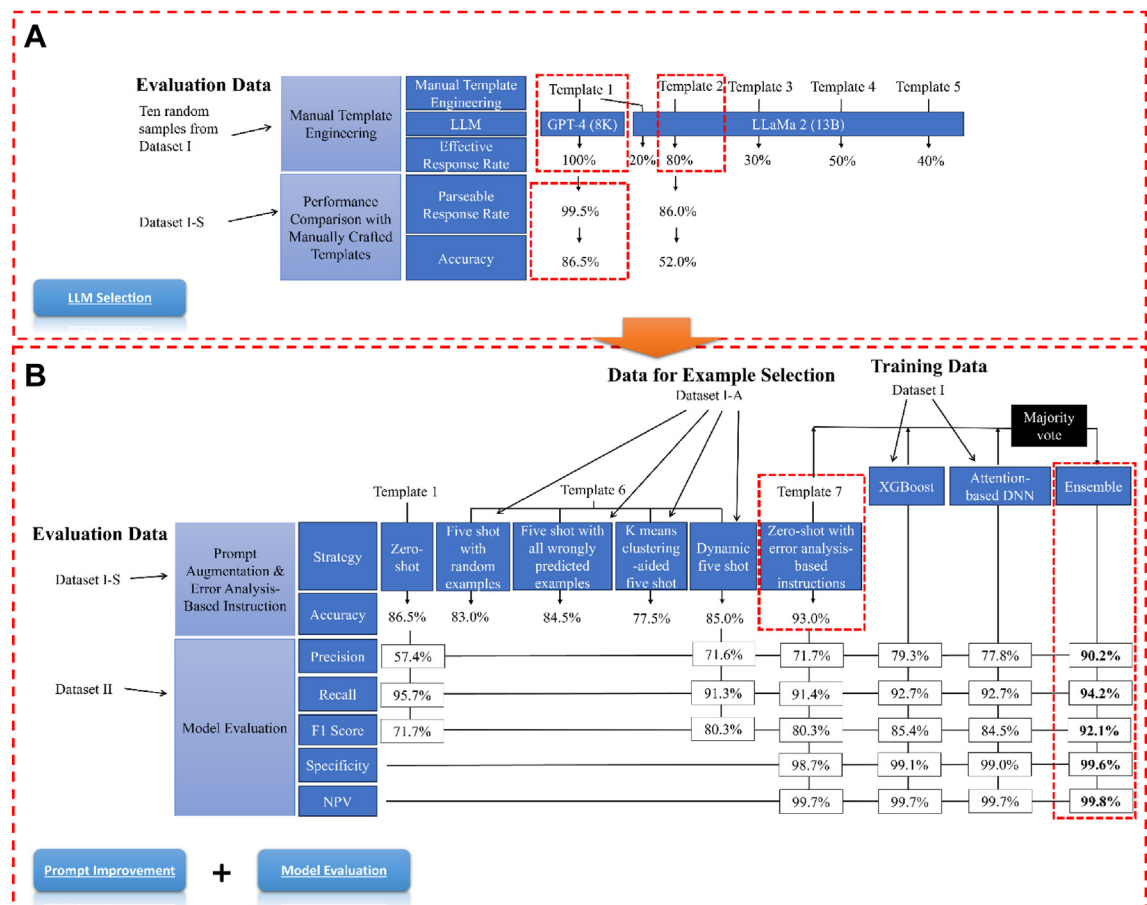 A
Evaluation Data
Ten random
samples from
Dataset I
Manual Template
Engineering
Manual Template
Engineering
Template 1
Template 2
Template 3
Template 4
Template 5
LLM
GPT-4 (8K)
LLaMa 2 (13B)
Effective
Response Rate
100%
20%
80%
30%
50%
40%
Dataset I-S
Performance
Comparison with
Manually Crafted
Templates
Parseable
Response Rate
99.5%
86.0%
Accuracy
86.5%
52.0%
LLM Selection
B
Data for Example Selection
Dataset I-A
Training Data
Dataset I
Majority
vote
Template 1
Template 6
Template 7
XGBoost
Attention-
based DNN
Ensemble
Evaluation Data
Dataset I-S
Prompt
Augmentation &
Error Analysis-
Based Instruction
Strategy
Zero-
shot
Five shot
with
random
examples
Five shot with
all wrongly
predicted
examples
K means
clustering
-aided five
shot
Dynamic
five shot
Zero-shot with
error analysis-
based
instructions
Accuracy
86.5%
83.0%
84.5%
77.5%
85.0%
93.0%
Dataset II
Model Evaluation
Precision
57.4%
71.6%
71.7%
79.3%
77.8%
90.2%
Recall
95.7%
91.3%
91.4%
92.7%
92.7%
94.2%
F1 Score
71.7%
80.3%
80.3%
85.4%
84.5%
92.1%
Specificity
98.7%
99.1%
99.0%
99.6%
NPV
99.7%
99.7%
99.7%
99.8%
Prompt Improvement
+
Model Evaluation